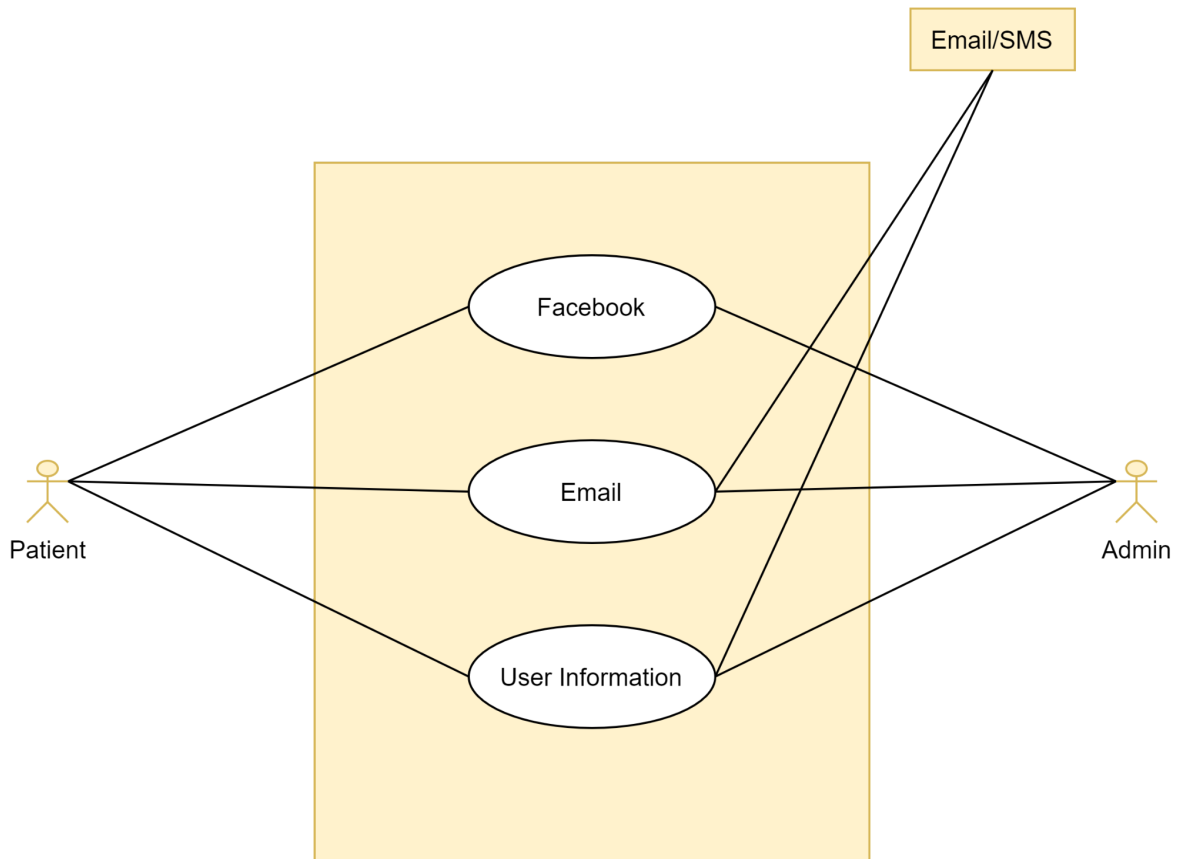 Email/SMS
Facebook
Email
Patient
Admin
User Information